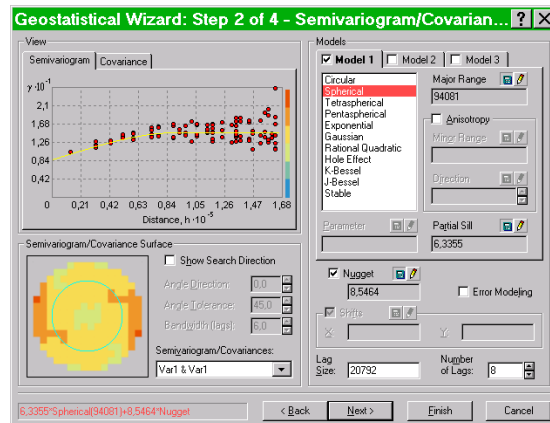 Geostatistical Wizard: Step 2 of 4 - Semivariogram/Covarian... ? ×
View
Semivariogram Covariance
γ·10⁻¹
2,1
1,68
1,26
0,84
0,42
0 0,21 0,42 0,63 0,84 1,05 1,26 1,47 1,68
Distance, h·10⁻⁵
Semivariogram/Covariance Surface
Show Search Direction
Angle Direction: 0,0
Angle Tolerance: 45,0
Bandwidth (lags): 6,0
Semivariogram/Covariances:
Var1 & Var1
Models
Model 1 Model 2 Model 3
Circular
Spherical
Tetraspherical
Pentaspherical
Exponential
Gaussian
Rational Quadratic
Hole Effect
K-Bessel
J-Bessel
Stable
Major Range
94081
Anisotropy
Minor Range
Direction
Parameter
Partial Sill
6,3355
Nugget
8,5464
Error Modeling
Shifts
X: Y:
Lag Size: 20792
Number of Lags: 8
6,3355*Spherical(94081)+8,5464*Nugget
< Back Next > Finish Cancel